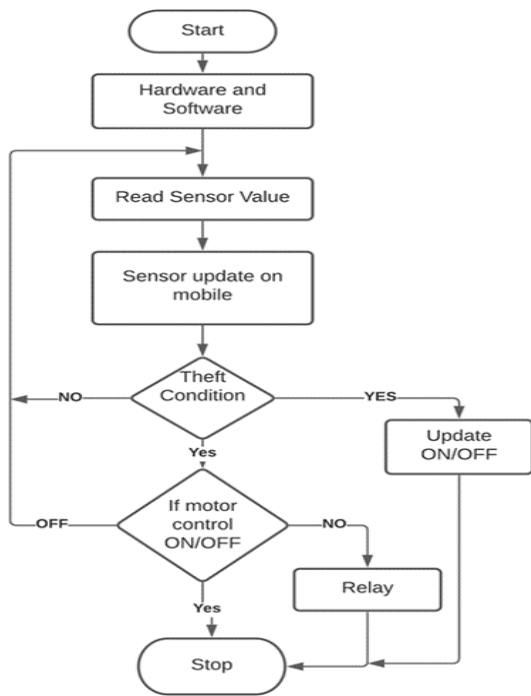 Start
Hardware and
Software
Read Sensor Value
Sensor update on
mobile
Theft
Condition
NO
YES
Update
ON/OFF
Yes
If motor
control
ON/OFF
OFF
NO
Relay
Yes
Stop